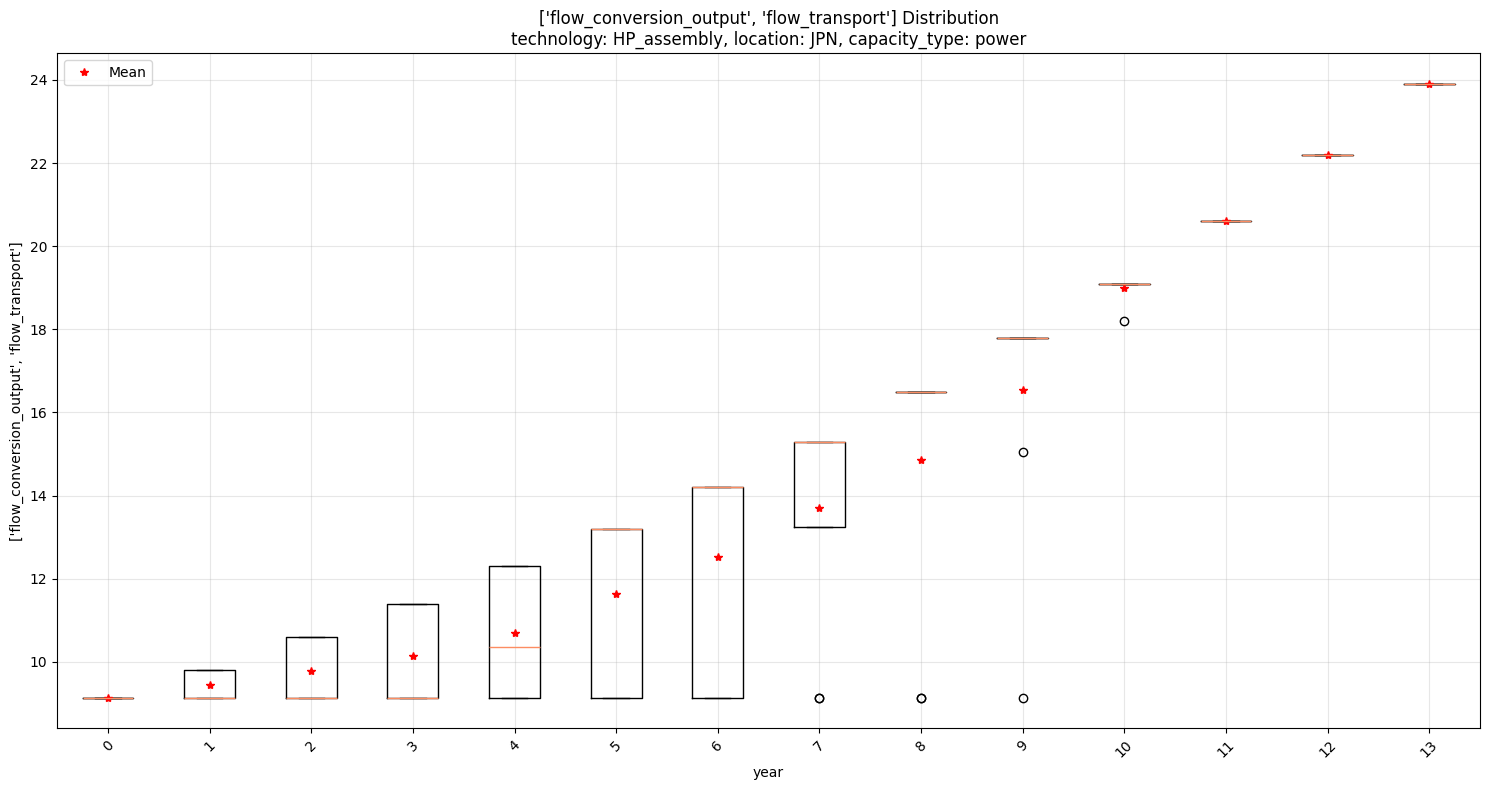 ['flow_conversion_output', 'flow_transport'] Distribution
technology: HP_assembly, location: JPN, capacity_type: power
Mean
['flow_conversion_output', 'flow_transport']
24
22
20
18
16
14
12
10
0 1 2 3 4 5 6 7 8 9 10 11 12 13
year